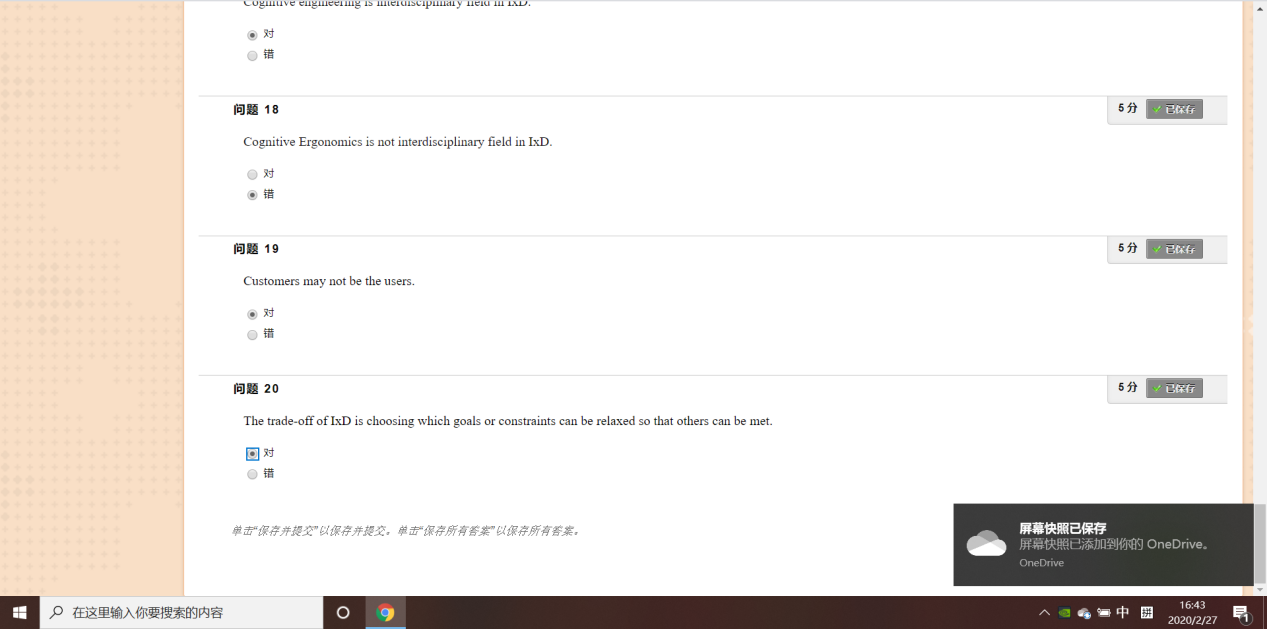 Cognitive engineering is interdisciplinary field in IxD.
对
错
问题 18
5 分
已保存
Cognitive Ergonomics is not interdisciplinary field in IxD.
对
错
问题 19
5 分
已保存
Customers may not be the users.
对
错
问题 20
5 分
已保存
The trade-off of IxD is choosing which goals or constraints can be relaxed so that others can be met.
对
错
单击“保存并提交”以保存并提交。单击“保存所有答案”以保存所有答案。
屏幕快照已保存
屏幕快照已添加到你的 OneDrive。
OneDrive
在这里输入你要搜索的内容
中
拼
16:43
2020/2/27
1